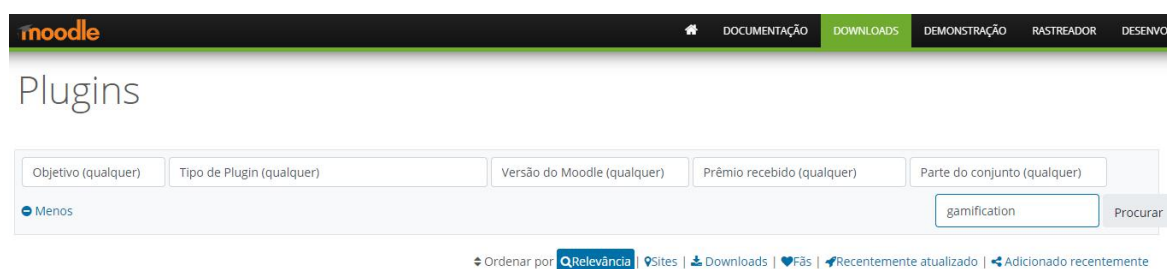 moodle DOCUMENTAÇÃO DOWNLOADS DEMONSTRAÇÃO RASTREADOR DESENVO
Plugins
Objetivo (qualquer) Tipo de Plugin (qualquer) Versão do Moodle (qualquer) Prêmio recebido (qualquer) Parte do conjunto (qualquer)
Menos gamification Procurar
Ordenar por Relevância | Sites | Downloads | Fãs | Recentemente atualizado | Adicionado recentemente